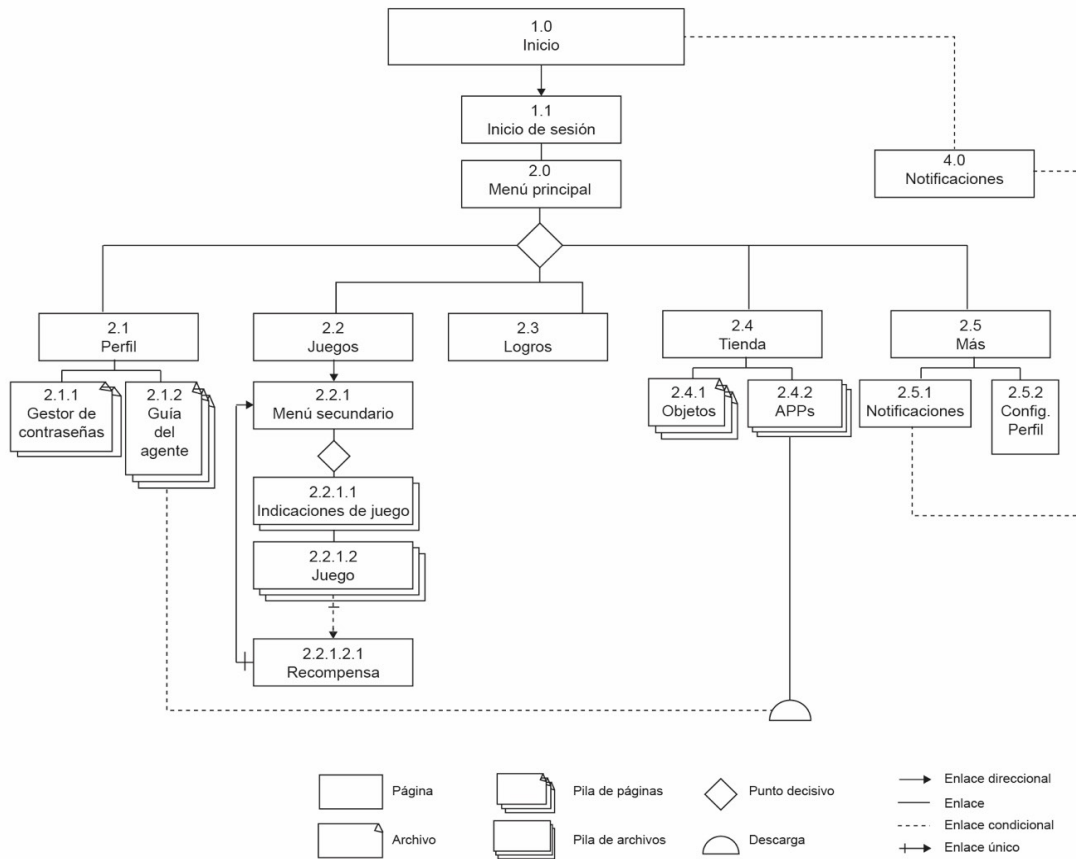 1.0
Inicio
1.1
Inicio de sesión
2.0
Menú principal
4.0
Notificaciones
2.1
Perfil
2.2
Juegos
2.3
Logros
2.4
Tienda
2.5
Más
2.1.1
Gestor de
contraseñas
2.1.2
Guía
del
agente
2.2.1
Menú secundario
2.4.1
Objetos
2.4.2
APPs
2.5.1
Notificaciones
2.5.2
Config.
Perfil
2.2.1.1
Indicaciones de juego
2.2.1.2
Juego
2.2.1.2.1
Recompensa
Página
Archivo
Pila de páginas
Pila de archivos
Punto decisivo
Descarga
Enlace direccional
Enlace
Enlace condicional
Enlace único